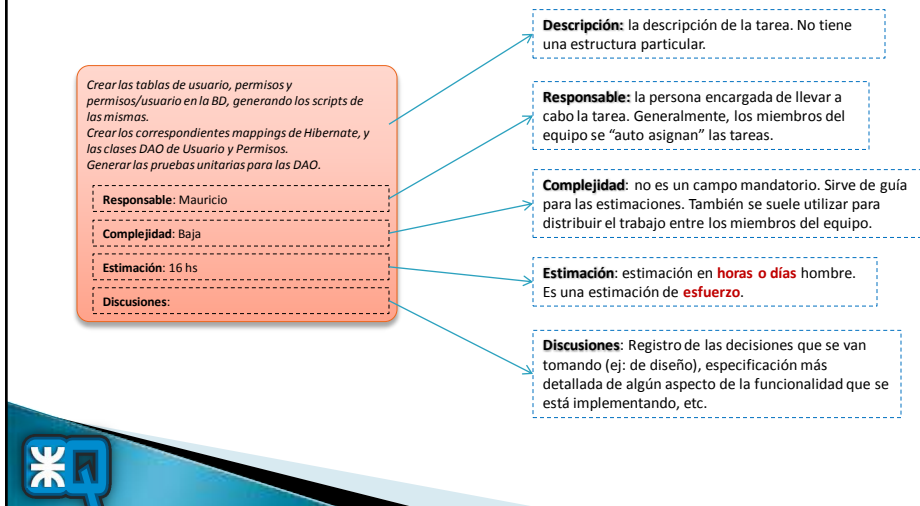 Crear las tablas de usuario, permisos y
permisos/usuario en la BD, generando los scripts de
las mismas.
Crear los correspondientes mappings de Hibernate, y
las clases DAO de Usuario y Permisos.
Generar las pruebas unitarias para las DAO.
Responsable: Mauricio
Complejidad: Baja
Estimación: 16 hs
Discusiones:
Descripción: la descripción de la tarea. No tiene
una estructura particular.
Responsable: la persona encargada de llevar a
cabo la tarea. Generalmente, los miembros del
equipo se “auto asignan” las tareas.
Complejidad: no es un campo mandatorio. Sirve de guía
para las estimaciones. También se suele utilizar para
distribuir el trabajo entre los miembros del equipo.
Estimación: estimación en horas o días hombre.
Es una estimación de esfuerzo.
Discusiones: Registro de las decisiones que se van
tomando (ej: de diseño), especificación más
detallada de algún aspecto de la funcionalidad que se
está implementando, etc.